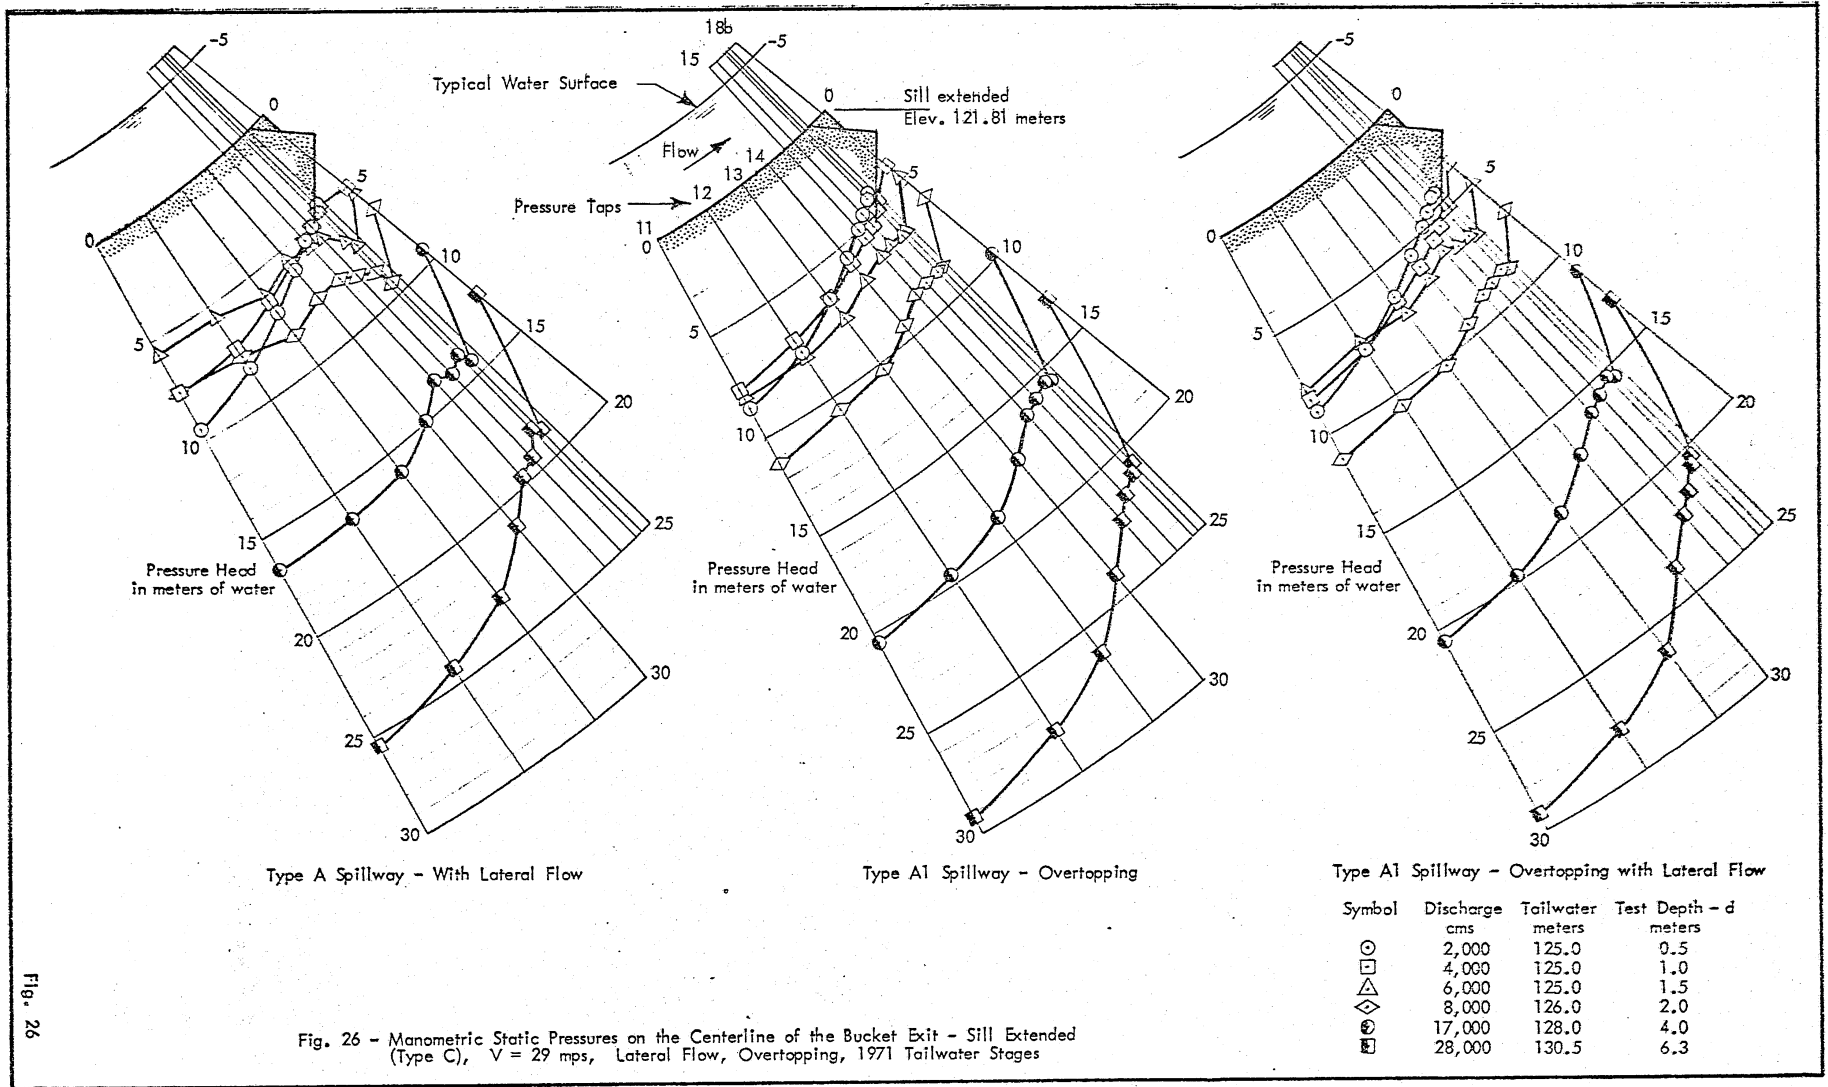 -5
0
0
5
5
10
10
15
15
20
20
25
25
30
30
Pressure Head
in meters of water
Type A Spillway - With Lateral Flow
Typical Water Surface
18b
15
-5
0
Sill extended
Elev. 121.81 meters
Flow
14
13
12
Pressure Taps
11
0
5
5
10
10
15
15
20
20
25
25
30
30
Pressure Head
in meters of water
Type A1 Spillway - Overtopping
-5
0
0
5
5
10
10
15
15
20
20
25
25
30
30
Pressure Head
in meters of water
Type A1 Spillway - Overtopping with Lateral Flow
Symbol Discharge Tailwater Test Depth - d
cms meters meters
2,000 125.0 0.5
4,000 125.0 1.0
6,000 125.0 1.5
8,000 126.0 2.0
17,000 128.0 4.0
28,000 130.5 6.3
Fig. 26 - Manometric Static Pressures on the Centerline of the Bucket Exit - Sill Extended
(Type C), V = 29 mps, Lateral Flow, Overtopping, 1971 Tailwater Stages
Fig. 26